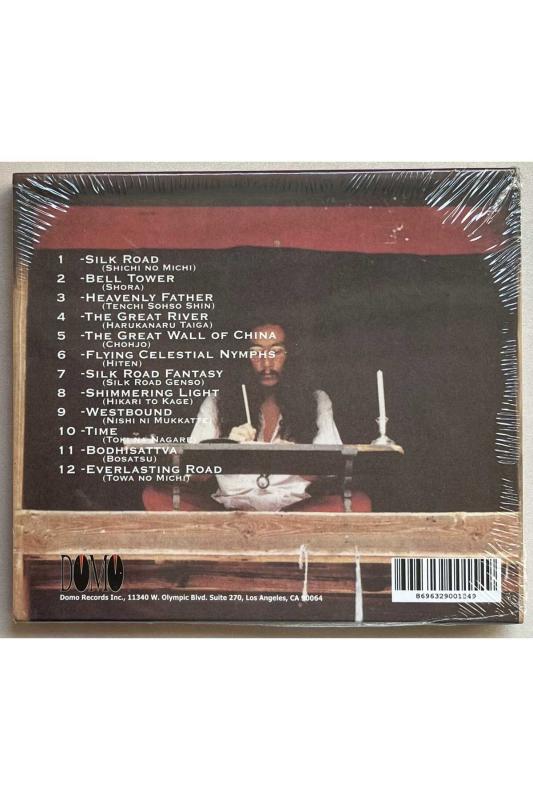 1 -Silk Road
(Shichi no Michi)
2 -Bell Tower
(Shora)
3 -Heavenly Father
(Tenchi Sohso Shin)
4 -The Great River
(Harukanaru Taiga)
5 -The Great Wall of China
(Chohjo)
6 -Flying Celestial Nymphs
(Hiten)
7 -Silk Road Fantasy
(Silk Road Genso)
8 -Shimmering Light
(Hikari to Kage)
9 -Westbound
(Nishi ni Mukkatte)
10 -Time
(Toki no Nagare)
11 -Bodhisattva
(Bosatsu)
12 -Everlasting Road
(Towa no Michi)
DOMO
Domo Records Inc., 11340 W. Olympic Blvd. Suite 270, Los Angeles, CA 90064